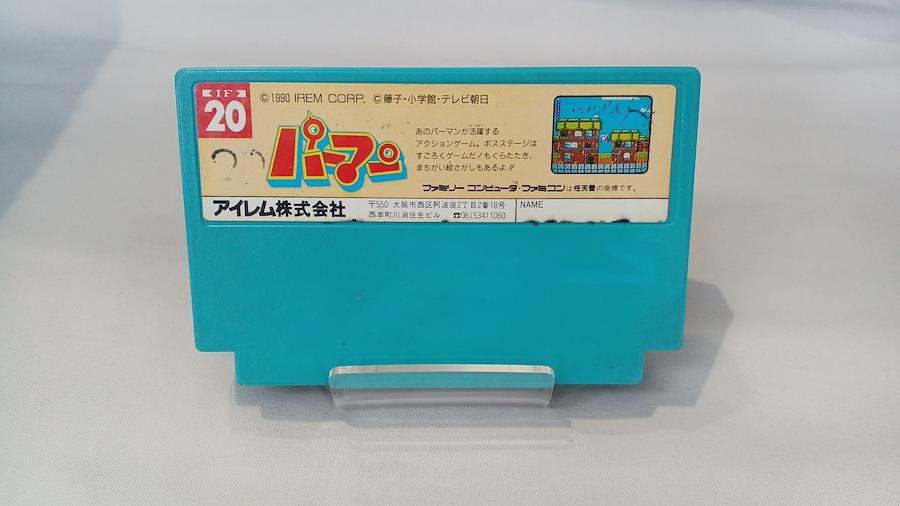 IF
20
©1990 IREM CORP. ©藤子・小学館・テレビ朝日
パーマン
あのパーマンが活躍する
アクションゲーム。ボスステージは
すごろくゲームだ！もぐらたたき、
まちがい絵さがしもあるよ!!
ファミリー コンピュータ・ファミコンは任天堂の商標です。
アイレム株式会社
〒550 大阪市西区阿波座2丁目2番18号
西本町川渕住生ビル ☎06(534)1060
NAME